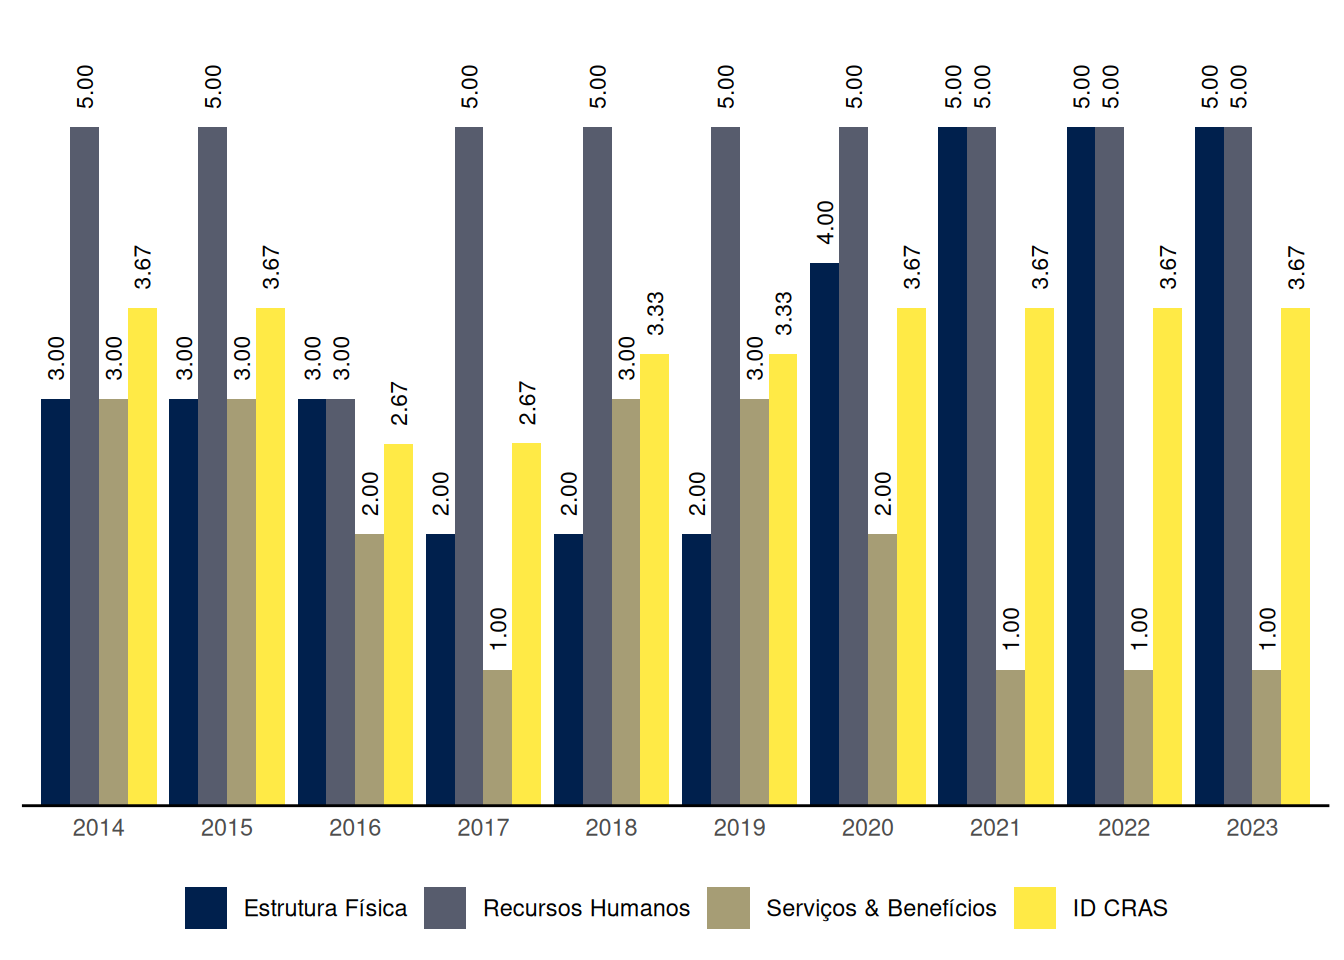 5.00 5.00 5.00 5.00 5.00 5.00 5.00 5.00 5.00 5.00 5.00 5.00
4.00
3.67 3.67 3.67 3.67 3.67 3.67
3.33 3.33
3.00 3.00 3.00 3.00 3.00 3.00 3.00 3.00
2.67 2.67
2.00 2.00 2.00 2.00 2.00
1.00 1.00 1.00 1.00
2014 2015 2016 2017 2018 2019 2020 2021 2022 2023
Estrutura Física Recursos Humanos Serviços & Benefícios ID CRAS